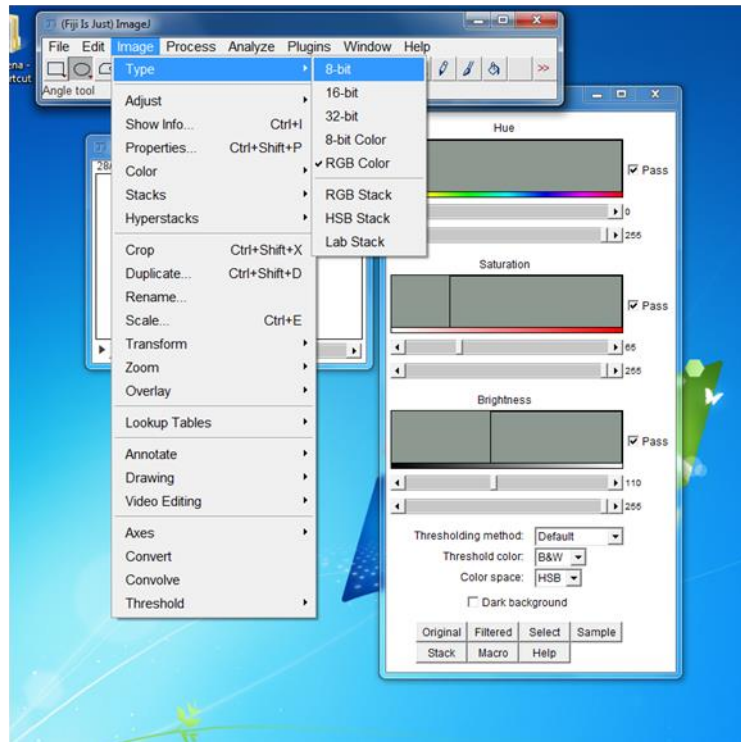 (Fiji Is Just) ImageJ
File Edit Image Process Analyze Plugins Window Help
>>
Angle tool
Type
Adjust
Show Info... Ctrl+I
Properties... Ctrl+Shift+P
Color
Stacks
Hyperstacks
Crop Ctrl+Shift+X
Duplicate... Ctrl+Shift+D
Rename...
Scale... Ctrl+E
Transform
Zoom
Overlay
Lookup Tables
Annotate
Drawing
Video Editing
Axes
Convert
Convolve
Threshold
8-bit
16-bit
32-bit
8-bit Color
RGB Color
RGB Stack
HSB Stack
Lab Stack
Hue
Pass
0
255
Saturation
Pass
65
255
Brightness
Pass
110
255
Thresholding method: Default
Threshold color: B&W
Color space: HSB
Dark background
Original Filtered Select Sample
Stack Macro Help